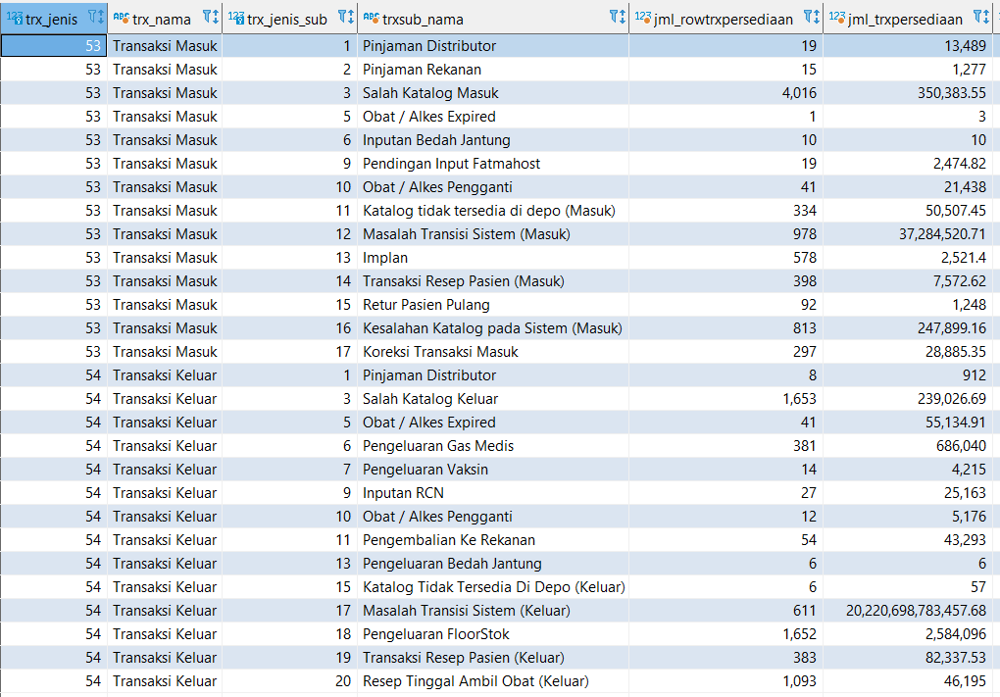 123 trx_jenis ABC trx_nama 123 trx_jenis_sub ABC trxsub_nama 123 jml_rowtrxpersediaan 123 jml_trxpersediaan
53 Transaksi Masuk 1 Pinjaman Distributor 19 13,489
53 Transaksi Masuk 2 Pinjaman Rekanan 15 1,277
53 Transaksi Masuk 3 Salah Katalog Masuk 4,016 350,383.55
53 Transaksi Masuk 5 Obat / Alkes Expired 1 3
53 Transaksi Masuk 6 Inputan Bedah Jantung 10 10
53 Transaksi Masuk 9 Pendingan Input Fatmahost 19 2,474.82
53 Transaksi Masuk 10 Obat / Alkes Pengganti 41 21,438
53 Transaksi Masuk 11 Katalog tidak tersedia di depo (Masuk) 334 50,507.45
53 Transaksi Masuk 12 Masalah Transisi Sistem (Masuk) 978 37,284,520.71
53 Transaksi Masuk 13 Implan 578 2,521.4
53 Transaksi Masuk 14 Transaksi Resep Pasien (Masuk) 398 7,572.62
53 Transaksi Masuk 15 Retur Pasien Pulang 92 1,248
53 Transaksi Masuk 16 Kesalahan Katalog pada Sistem (Masuk) 813 247,899.16
53 Transaksi Masuk 17 Koreksi Transaksi Masuk 297 28,885.35
54 Transaksi Keluar 1 Pinjaman Distributor 8 912
54 Transaksi Keluar 3 Salah Katalog Keluar 1,653 239,026.69
54 Transaksi Keluar 5 Obat / Alkes Expired 41 55,134.91
54 Transaksi Keluar 6 Pengeluaran Gas Medis 381 686,040
54 Transaksi Keluar 7 Pengeluaran Vaksin 14 4,215
54 Transaksi Keluar 9 Inputan RCN 27 25,163
54 Transaksi Keluar 10 Obat / Alkes Pengganti 12 5,176
54 Transaksi Keluar 11 Pengembalian Ke Rekanan 54 43,293
54 Transaksi Keluar 13 Pengeluaran Bedah Jantung 6 6
54 Transaksi Keluar 15 Katalog Tidak Tersedia Di Depo (Keluar) 6 57
54 Transaksi Keluar 17 Masalah Transisi Sistem (Keluar) 611 20,220,698,783,457.68
54 Transaksi Keluar 18 Pengeluaran FloorStok 1,652 2,584,096
54 Transaksi Keluar 19 Transaksi Resep Pasien (Keluar) 383 82,337.53
54 Transaksi Keluar 20 Resep Tinggal Ambil Obat (Keluar) 1,093 46,195